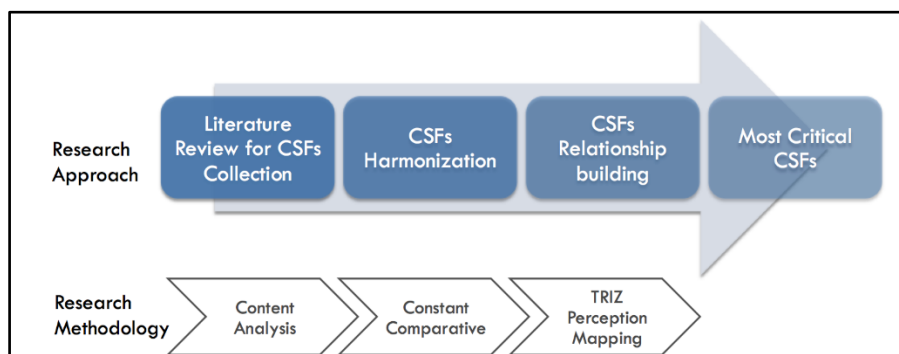 Research
Approach
Literature
Review for CSFs
Collection
CSFs
Harmonization
CSFs
Relationship
building
Most Critical
CSFs
Research
Methodology
Content
Analysis
Constant
Comparative
TRIZ
Perception
Mapping